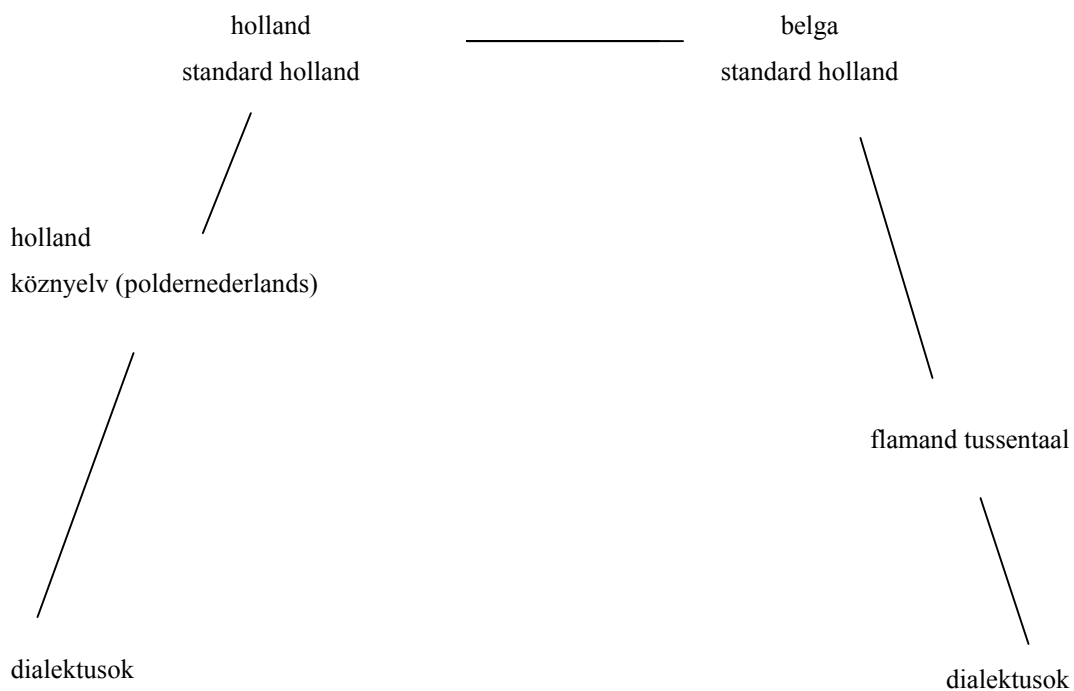 holland
standard holland
belga
standard holland
holland
köznyelv (poldernederlands)
flamand tussentaal
dialektusok
dialektusok